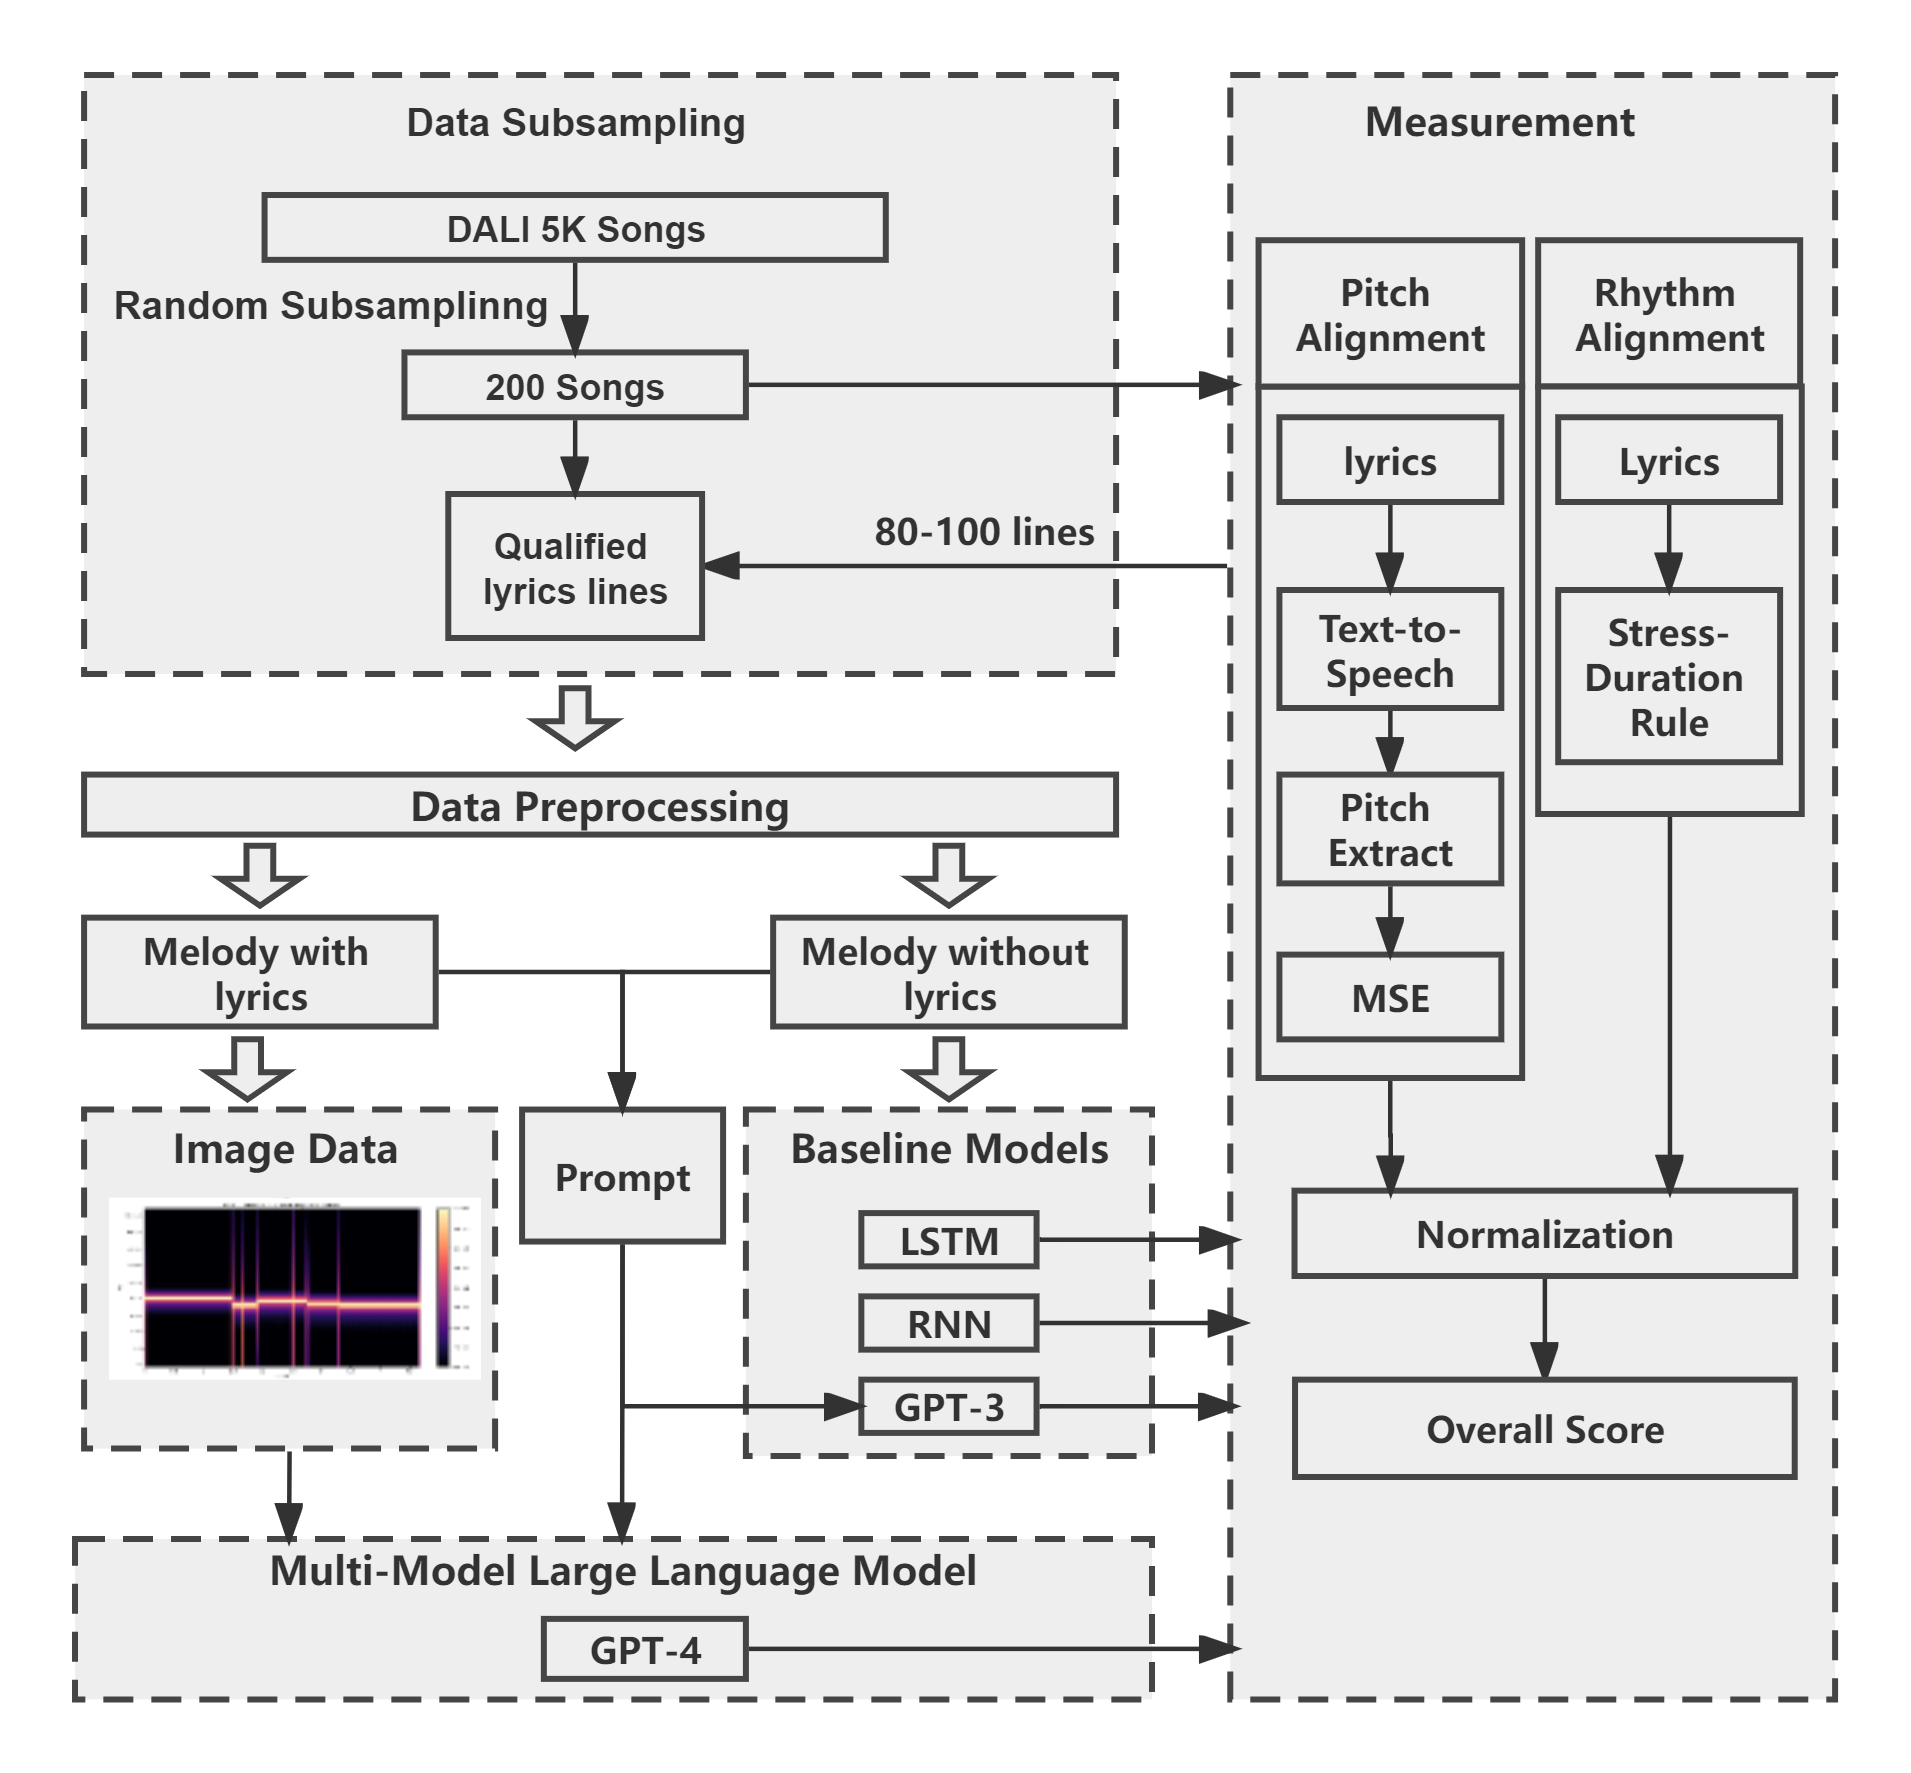 Data Subsampling
DALI 5K Songs
Random Subsamplinng
200 Songs
Qualified
lyrics lines
80-100 lines
Data Preprocessing
Melody with
lyrics
Melody without
lyrics
Image Data
Prompt
Baseline Models
LSTM
RNN
GPT-3
Multi-Model Large Language Model
GPT-4
Measurement
Pitch
Alignment
lyrics
Text-to-
Speech
Pitch
Extract
MSE
Rhythm
Alignment
Lyrics
Stress-
Duration
Rule
Normalization
Overall Score